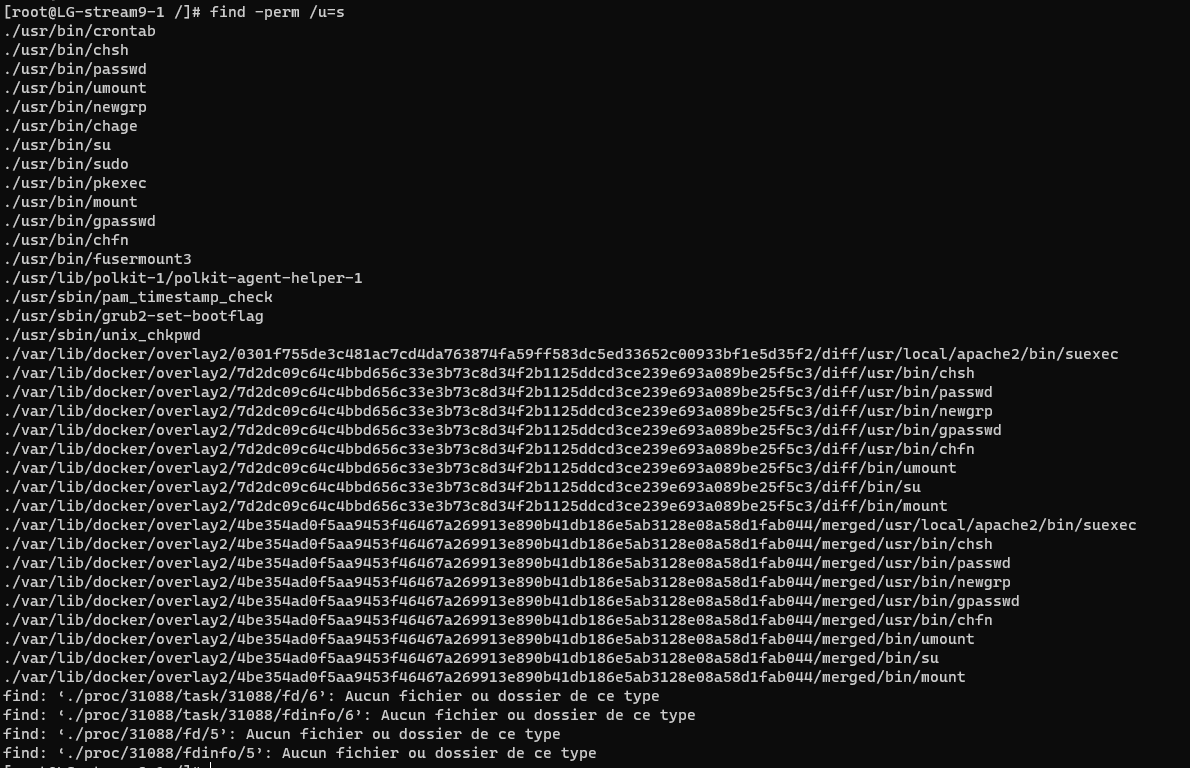 [root@LG-stream9-1 /]# find -perm /u=s
./usr/bin/crontab
./usr/bin/chsh
./usr/bin/passwd
./usr/bin/umount
./usr/bin/newgrp
./usr/bin/chage
./usr/bin/su
./usr/bin/sudo
./usr/bin/pkexec
./usr/bin/mount
./usr/bin/gpasswd
./usr/bin/chfn
./usr/bin/fusermount3
./usr/lib/polkit-1/polkit-agent-helper-1
./usr/sbin/pam_timestamp_check
./usr/sbin/grub2-set-bootflag
./usr/sbin/unix_chkpwd
./var/lib/docker/overlay2/0301f755de3c481ac7cd4da763874fa59ff583dc5ed33652c00933bf1e5d35f2/diff/usr/local/apache2/bin/suexec
./var/lib/docker/overlay2/7d2dc09c64c4bbd656c33e3b73c8d34f2b1125ddcd3ce239e693a089be25f5c3/diff/usr/bin/chsh
./var/lib/docker/overlay2/7d2dc09c64c4bbd656c33e3b73c8d34f2b1125ddcd3ce239e693a089be25f5c3/diff/usr/bin/passwd
./var/lib/docker/overlay2/7d2dc09c64c4bbd656c33e3b73c8d34f2b1125ddcd3ce239e693a089be25f5c3/diff/usr/bin/newgrp
./var/lib/docker/overlay2/7d2dc09c64c4bbd656c33e3b73c8d34f2b1125ddcd3ce239e693a089be25f5c3/diff/usr/bin/gpasswd
./var/lib/docker/overlay2/7d2dc09c64c4bbd656c33e3b73c8d34f2b1125ddcd3ce239e693a089be25f5c3/diff/usr/bin/chfn
./var/lib/docker/overlay2/7d2dc09c64c4bbd656c33e3b73c8d34f2b1125ddcd3ce239e693a089be25f5c3/diff/bin/umount
./var/lib/docker/overlay2/7d2dc09c64c4bbd656c33e3b73c8d34f2b1125ddcd3ce239e693a089be25f5c3/diff/bin/su
./var/lib/docker/overlay2/7d2dc09c64c4bbd656c33e3b73c8d34f2b1125ddcd3ce239e693a089be25f5c3/diff/bin/mount
./var/lib/docker/overlay2/4be354ad0f5aa9453f46467a269913e890b41db186e5ab3128e08a58d1fab044/merged/usr/local/apache2/bin/suexec
./var/lib/docker/overlay2/4be354ad0f5aa9453f46467a269913e890b41db186e5ab3128e08a58d1fab044/merged/usr/bin/chsh
./var/lib/docker/overlay2/4be354ad0f5aa9453f46467a269913e890b41db186e5ab3128e08a58d1fab044/merged/usr/bin/passwd
./var/lib/docker/overlay2/4be354ad0f5aa9453f46467a269913e890b41db186e5ab3128e08a58d1fab044/merged/usr/bin/newgrp
./var/lib/docker/overlay2/4be354ad0f5aa9453f46467a269913e890b41db186e5ab3128e08a58d1fab044/merged/usr/bin/gpasswd
./var/lib/docker/overlay2/4be354ad0f5aa9453f46467a269913e890b41db186e5ab3128e08a58d1fab044/merged/usr/bin/chfn
./var/lib/docker/overlay2/4be354ad0f5aa9453f46467a269913e890b41db186e5ab3128e08a58d1fab044/merged/bin/umount
./var/lib/docker/overlay2/4be354ad0f5aa9453f46467a269913e890b41db186e5ab3128e08a58d1fab044/merged/bin/su
./var/lib/docker/overlay2/4be354ad0f5aa9453f46467a269913e890b41db186e5ab3128e08a58d1fab044/merged/bin/mount
find: ‘./proc/31088/task/31088/fd/6’: Aucun fichier ou dossier de ce type
find: ‘./proc/31088/task/31088/fdinfo/6’: Aucun fichier ou dossier de ce type
find: ‘./proc/31088/fd/5’: Aucun fichier ou dossier de ce type
find: ‘./proc/31088/fdinfo/5’: Aucun fichier ou dossier de ce type